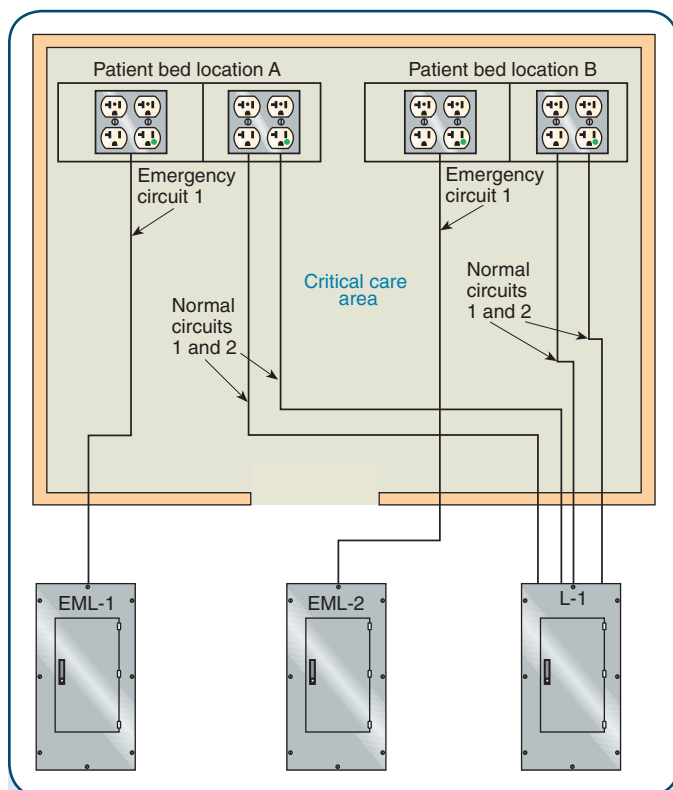 Patient bed location A
Patient bed location B
Emergency
circuit 1
Emergency
circuit 1
Critical care
area
Normal
circuits
1 and 2
Normal
circuits
1 and 2
EML-1
EML-2
L-1